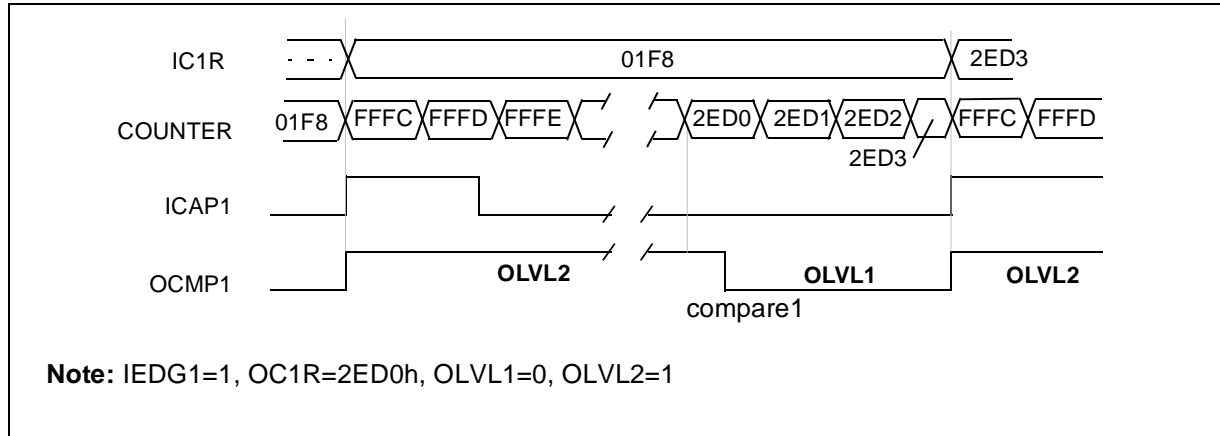 IC1R - - - 01F8 2ED3
COUNTER 01F8 FFFC FFFD FFFE 2ED0 2ED1 2ED2 FFFC FFFD
2ED3
ICAP1
OCMP1 OLVL2 OLVL1 OLVL2
compare1
Note: IEDG1=1, OC1R=2ED0h, OLVL1=0, OLVL2=1